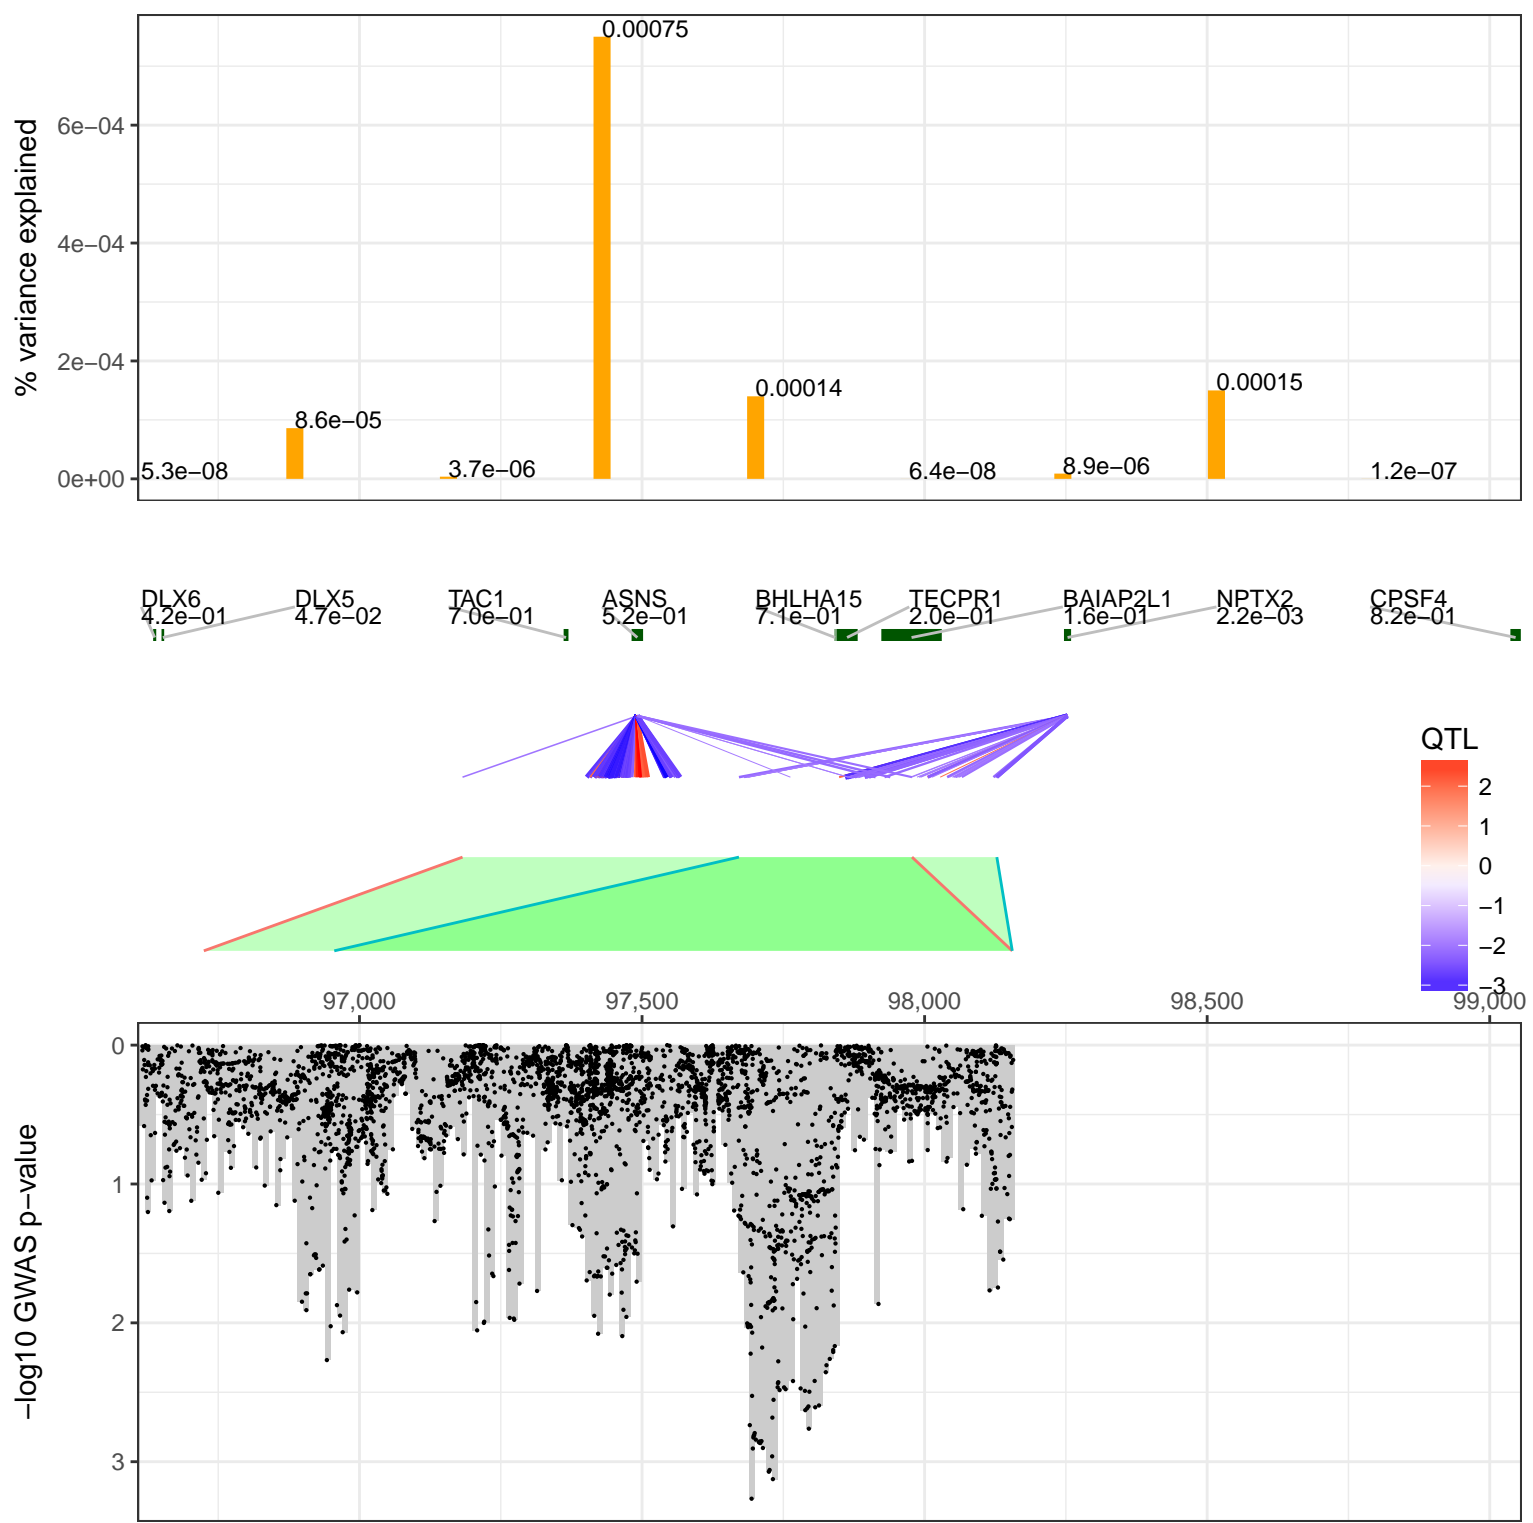 % variance explained
6e−04
4e−04
2e−04
0e+00
5.3e−08
8.6e−05
3.7e−06
0.00075
0.00014
6.4e−08
8.9e−06
0.00015
1.2e−07
DLX6 DLX5 TAC1 ASNS BHLHA15 TECPR1 BAIAP2L1 NPTX2 CPSF4
4.2e−01 4.7e−02 7.0e−01 5.2e−01 7.1e−01 2.0e−01 1.6e−01 2.2e−03 8.2e−01
QTL
2
1
0
−1
−2
−3
97,000 97,500 98,000 98,500 99,000
−log10 GWAS p−value
0
1
2
3